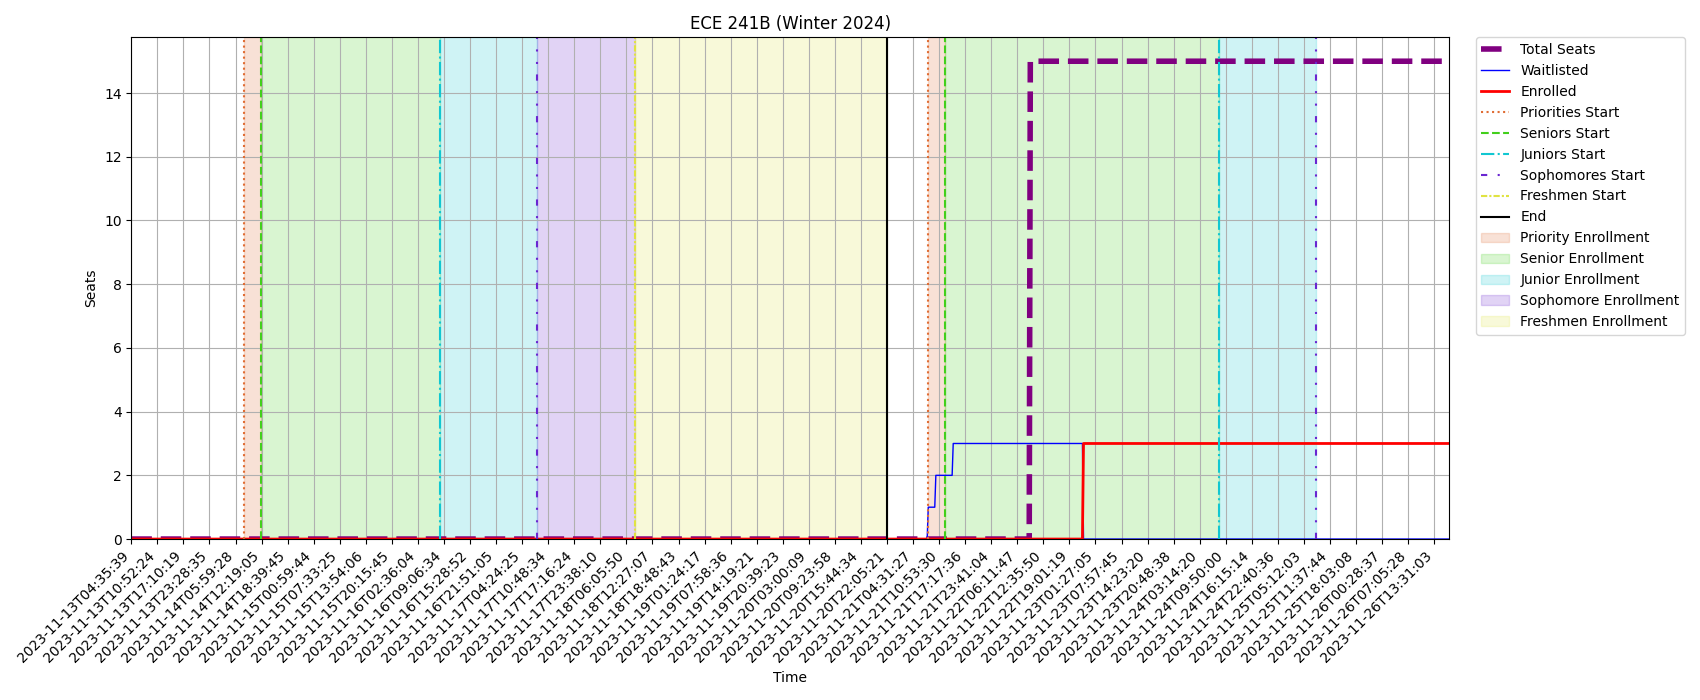 ECE 241B (Winter 2024)
Seats
14
12
10
8
6
4
2
0
2023-11-13T04:35:39
2023-11-13T10:52:24
2023-11-13T17:10:19
2023-11-13T23:28:35
2023-11-14T05:59:28
2023-11-14T12:19:05
2023-11-14T18:39:45
2023-11-15T00:59:44
2023-11-15T07:33:25
2023-11-15T13:54:06
2023-11-15T20:15:45
2023-11-16T02:36:04
2023-11-16T09:06:34
2023-11-16T15:28:52
2023-11-16T21:51:05
2023-11-17T04:24:25
2023-11-17T10:48:34
2023-11-17T17:16:24
2023-11-17T23:38:10
2023-11-18T06:05:50
2023-11-18T12:27:07
2023-11-18T18:48:43
2023-11-19T01:24:17
2023-11-19T07:58:36
2023-11-19T14:19:21
2023-11-19T20:39:23
2023-11-20T03:00:09
2023-11-20T09:23:58
2023-11-20T15:44:34
2023-11-20T22:05:21
2023-11-21T04:31:27
2023-11-21T10:53:30
2023-11-21T17:17:36
2023-11-21T23:41:04
2023-11-22T06:11:47
2023-11-22T12:35:50
2023-11-22T19:01:19
2023-11-23T01:27:05
2023-11-23T07:57:45
2023-11-23T14:23:20
2023-11-23T20:48:38
2023-11-24T03:14:20
2023-11-24T09:50:00
2023-11-24T16:15:14
2023-11-24T22:40:36
2023-11-25T05:12:03
2023-11-25T11:37:44
2023-11-25T18:03:08
2023-11-26T00:28:37
2023-11-26T07:05:28
2023-11-26T13:31:03
Time
Total Seats
Waitlisted
Enrolled
Priorities Start
Seniors Start
Juniors Start
Sophomores Start
Freshmen Start
End
Priority Enrollment
Senior Enrollment
Junior Enrollment
Sophomore Enrollment
Freshmen Enrollment